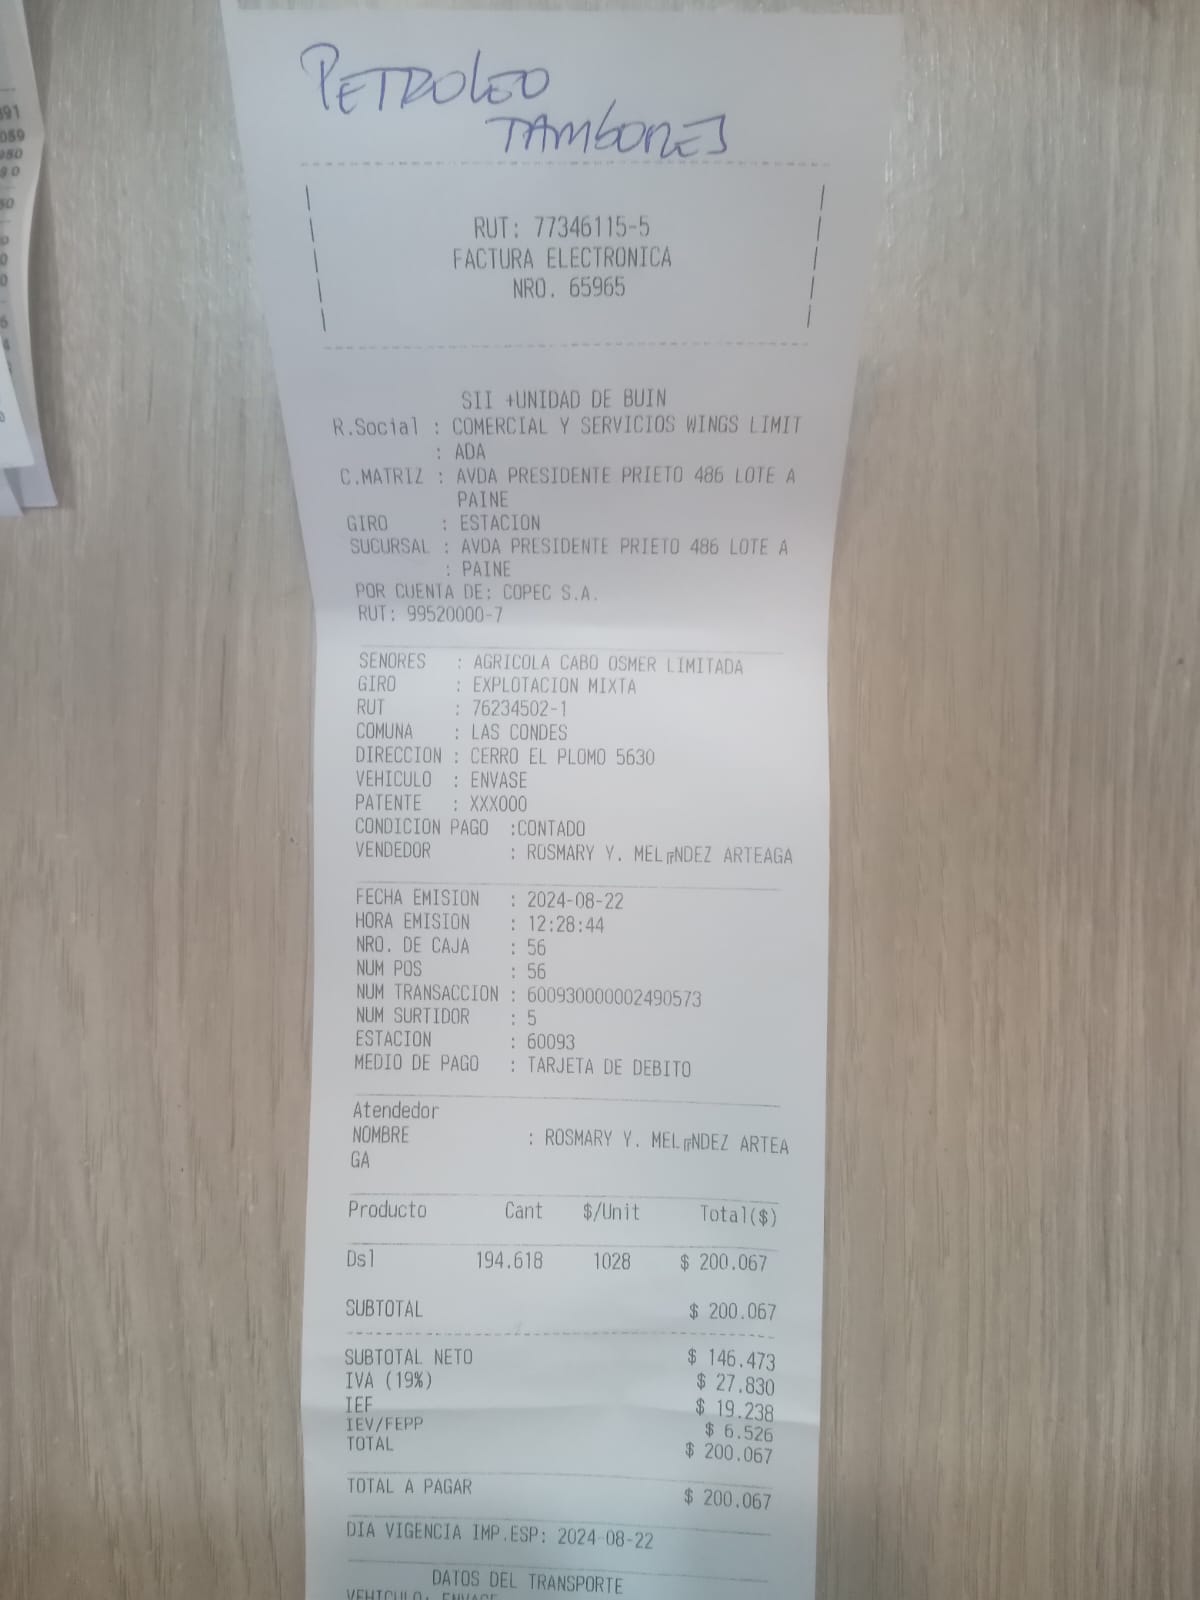 PETROLEO
TAMBORES
RUT: 77346115-5
FACTURA ELECTRONICA
NRO. 65965
SII +UNIDAD DE BUIN
R.Social : COMERCIAL Y SERVICIOS WINGS LIMIT
: ADA
C.MATRIZ : AVDA PRESIDENTE PRIETO 486 LOTE A
PAINE
GIRO : ESTACION
SUCURSAL : AVDA PRESIDENTE PRIETO 486 LOTE A
: PAINE
POR CUENTA DE: COPEC S.A.
RUT: 99520000-7
SENORES : AGRICOLA CABO OSMER LIMITADA
GIRO : EXPLOTACION MIXTA
RUT : 76234502-1
COMUNA : LAS CONDES
DIRECCION : CERRO EL PLOMO 5630
VEHICULO : ENVASE
PATENTE : XXX000
CONDICION PAGO :CONTADO
VENDEDOR : ROSMARY Y. MEL╔NDEZ ARTEAGA
FECHA EMISION : 2024-08-22
HORA EMISION : 12:28:44
NRO. DE CAJA : 56
NUM POS : 56
NUM TRANSACCION : 600930000002490573
NUM SURTIDOR : 5
ESTACION : 60093
MEDIO DE PAGO : TARJETA DE DEBITO
Atendedor
NOMBRE : ROSMARY Y. MEL╔NDEZ ARTEA
GA
Producto Cant $/Unit Total($)
Dsl 194.618 1028 $ 200.067
SUBTOTAL $ 200.067
SUBTOTAL NETO $ 146.473
IVA (19%) $ 27.830
IEF $ 19.238
IEV/FEPP $ 6.526
TOTAL $ 200.067
TOTAL A PAGAR $ 200.067
DIA VIGENCIA IMP.ESP: 2024-08-22
DATOS DEL TRANSPORTE
VEHICULO: ENVASE